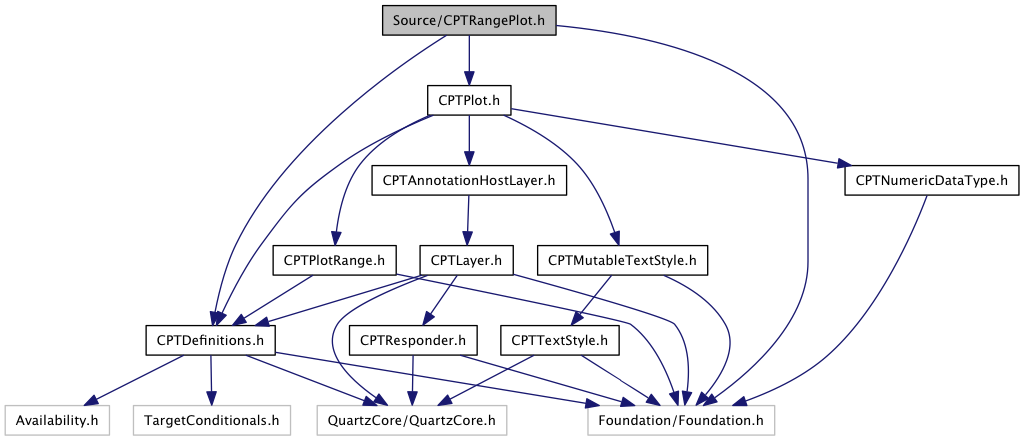 Source/CPTRangePlot.h
CPTPlot.h
CPTAnnotationHostLayer.h
CPTNumericDataType.h
CPTPlotRange.h
CPTLayer.h
CPTMutableTextStyle.h
CPTDefinitions.h
CPTResponder.h
CPTTextStyle.h
Availability.h
TargetConditionals.h
QuartzCore/QuartzCore.h
Foundation/Foundation.h